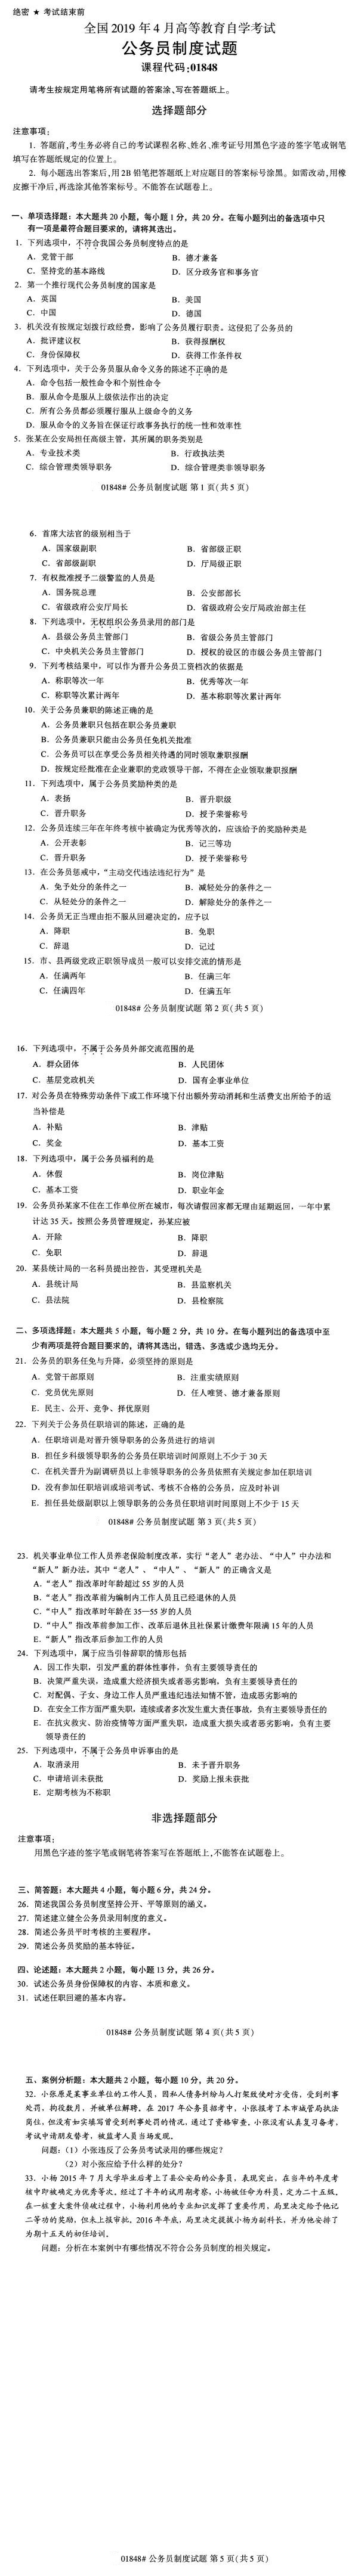 绝密 ★ 考试结束前
全国 2019 年 4 月高等教育自学考试
公务员制度试题
课程代码:01848
请考生按规定用笔将所有试题的答案涂、写在答题纸上。
选择题部分
注意事项:
1. 答题前,考生务必将自己的考试课程名称、姓名、准考证号用黑色字迹的签字笔或钢笔
填写在答题纸规定的位置上。
2. 每小题选出答案后,用 2B 铅笔把答题纸上对应题目的答案标号涂黑。如需改动,用橡
皮擦干净后,再选涂其他答案标号。不能答在试题卷上。
一、单项选择题：本大题共 20 小题，每小题 1 分，共 20 分。在每小题列出的备选项中只
有一项是最符合题目要求的，请将其选出。
1．下列选项中，不符合我国公务员制度特点的是
A．党管干部 B．德才兼备
C．坚持党的基本路线 D．区分政务官和事务官
2．第一个推行现代公务员制度的国家是
A．英国 B．美国
C．中国 D．德国
3．机关没有按规定划拨行政经费，影响了公务员履行职责。这侵犯了公务员的
A．批评建议权 B．获得报酬权
C．身份保障权 D．获得工作条件权
4．下列选项中，关于公务员服从命令义务的陈述不正确的是
A．命令包括一般性命令和个别性命令
B．服从命令是服从上级依法作出的决定
C．所有公务员都必须履行服从上级命令的义务
D．服从命令的义务旨在保证行政事务执行的统一性和效率性
5．张某在公安局担任高级主管，其所属的职务类别是
A．专业技术类 B．行政执法类
C．综合管理类领导职务 D．综合管理类非领导职务
01848# 公务员制度试题 第 1 页(共 5 页)
6．首席大法官的级别相当于
A．国家级副职 B．省部级正职
C．省部级副职 D．厅局级正职
7．有权批准授予二级警监的人员是
A．国务院总理 B．公安部部长
C．省级政府公安厅局长 D．省级政府公安厅局政治部主任
8．下列选项中，无权组织公务员录用的部门是
A．县级公务员主管部门 B．省级公务员主管部门
C．中央机关公务员主管部门 D．授权的设区的市级公务员主管部门
9．下列考核结果中，可以作为晋升公务员工资档次的依据是
A．称职等次一年 B．优秀等次一年
C．称职等次累计两年 D．基本称职等次累计两年
10．关于公务员兼职的陈述正确的是
A．公务员兼职只包括在职公务员兼职
B．公务员兼职只能由公务员任免机关批准
C．公务员可以在享受公务员相关待遇的同时领取兼职报酬
D．按规定经批准在企业兼职的党政领导干部，不得在企业领取兼职报酬
11．下列选项中，属于公务员奖励种类的是
A．表扬 B．晋升职级
C．晋升职务 D．授予荣誉称号
12．公务员连续三年在年终考核中被确定为优秀等次的，应该给予的奖励种类是
A．公开表彰 B．记三等功
C．晋升职务 D．授予荣誉称号
13．在公务员惩戒中，“主动交代违法违纪行为”是
A．免予处分的条件之一 B．减轻处分的条件之一
C．从轻处分的条件之一 D．解除处分的条件之一
14．公务员无正当理由拒不服从回避决定的，应予以
A．降职 B．免职
C．辞退 D．记过
15．市、县两级党政正职领导成员一般可以安排交流的情形是
A．任满两年 B．任满三年
C．任满四年 D．任满五年
01848# 公务员制度试题 第 2 页(共 5 页)
16．下列选项中，不属于公务员外部交流范围的是
A．群众团体 B．人民团体
C．基层党政机关 D．国有企事业单位
17．对公务员在特殊劳动条件下或工作环境下付出额外劳动消耗和生活费支出所给予的适
当补偿是
A．补贴 B．津贴
C．奖金 D．基本工资
18．下列选项中，属于公务员福利的是
A．休假 B．岗位津贴
C．基本工资 D．职业年金
19．公务员孙某家不住在工作单位所在城市，每次请假回家都无理由延期返回，一年中累
计达 35 天。按照公务员管理规定，孙某应被
A．开除 B．降职
C．免职 D．辞退
20．某县统计局的一名科员提出控告，其受理机关是
A．县统计局 B．县监察机关
C．县法院 D．县检察院
二、多项选择题：本大题共 5 小题，每小题 2 分，共 10 分。在每小题列出的备选项中至
少有两项是符合题目要求的，请将其选出，错选、多选或少选均无分。
21．公务员的职务任免与升降，必须坚持的原则是
A．党管干部原则 B．注重实绩原则
C．党员优先原则 D．任人唯贤、德才兼备原则
E．民主、公开、竞争、择优原则
22．下列关于公务员任职培训的陈述，正确的是
A．任职培训是对晋升领导职务的公务员进行的培训
B．担任乡科级领导职务的公务员任职培训时间原则上不少于 30 天
C．在机关晋升为副调研员以上非领导职务的公务员依照有关规定参加任职培训
D．没有参加任职培训或培训考试、考核不合格的公务员，应及时补训
E．担任县处级副职以上领导职务的公务员任职培训时间原则上不少于 15 天
01848# 公务员制度试题 第 3 页(共 5 页)
23．机关事业单位工作人员养老保险制度改革，实行“老人”老办法、“中人”中办法和
“新人”新办法。其中“老人”、“中人”、“新人”的正确含义是
A．“老人”指改革时年龄超过 55 岁的人员
B．“老人”指改革前为编制内工作人员且已经退休的人员
C．“中人”指改革时年龄在 35—55 岁的人员
D．“中人”指改革前参加工作、改革后退休且社保累计缴费年限满 15 年的人员
E．“新人”指改革后参加工作的人员
24．下列选项中，属于应当引咎辞职的情形包括
A．因工作失职，引发严重的群体性事件，负有主要领导责任的
B．决策严重失误，造成重大经济损失或者恶劣影响，负有主要领导责任的
C．对配偶、子女、身边工作人员严重违纪违法知情不管，造成恶劣影响的
D．在安全工作方面严重失职，连续或者多次发生重大责任事故，负有主要领导责任的
E．在抗灾救灾、防治疫情等方面严重失职，造成重大损失或者恶劣影响，负有主要
领导责任的
25．下列选项中，不属于公务员申诉事由的是
A．取消录用 B．未予晋升职务
C．申请培训未获批 D．奖励上报未获批
E．定期考核为不称职
非选择题部分
注意事项:
用黑色字迹的签字笔或钢笔将答案写在答题纸上,不能答在试题卷上。
三、简答题：本大题共 4 小题，每小题 6 分，共 24 分。
26．简述我国公务员制度坚持公开、平等原则的涵义。
27．简述建立健全公务员录用制度的意义。
28．简述公务员平时考核的主要程序。
29．简述公务员奖励的基本特征。
四、论述题：本大题共 2 小题，每小题 13 分，共 26 分。
30．试述公务员身份保障权的内容、本质和意义。
31．试述任职回避的基本内容。
01848# 公务员制度试题 第 4 页(共 5 页)
五、案例分析题：本大题共 2 小题，每小题 10 分，共 20 分。
32．小张原是某事业单位的工作人员，因私人债务纠纷与人打架致使对方受伤，受到刑事
处罚，拘役数月，并被单位解聘。在 2017 年公务员招考中，小张报考了本市城管局执法
岗位，但没有如实填写曾受到刑事处罚的情况，通过了资格审查。小张没有认真复习备考，
考试中请朋友替考，被监考人员当场发现。
问题：（1）小张违反了公务员考试录用的哪些规定？
（2）对小张应给予什么样的处分？
33．小杨 2015 年 7 月大学毕业后考上了县公安局的公务员，表现突出，在当年的年度考
核中即被确定为优秀等次。经过了半年的试用期考察，小杨被任命为科员，定为二十五级。
在一桩重大案件侦破过程中，小杨利用他的专业知识发挥了重要作用，局里决定给予他记
二等功的奖励，但未上报审批。2016 年年底，局里决定提拔小杨为副科长，并为他安排了
为期十五天的初任培训。
问题：分析在本案例中有哪些情况不符合公务员制度的相关规定。
01848# 公务员制度试题 第 5 页(共 5 页)